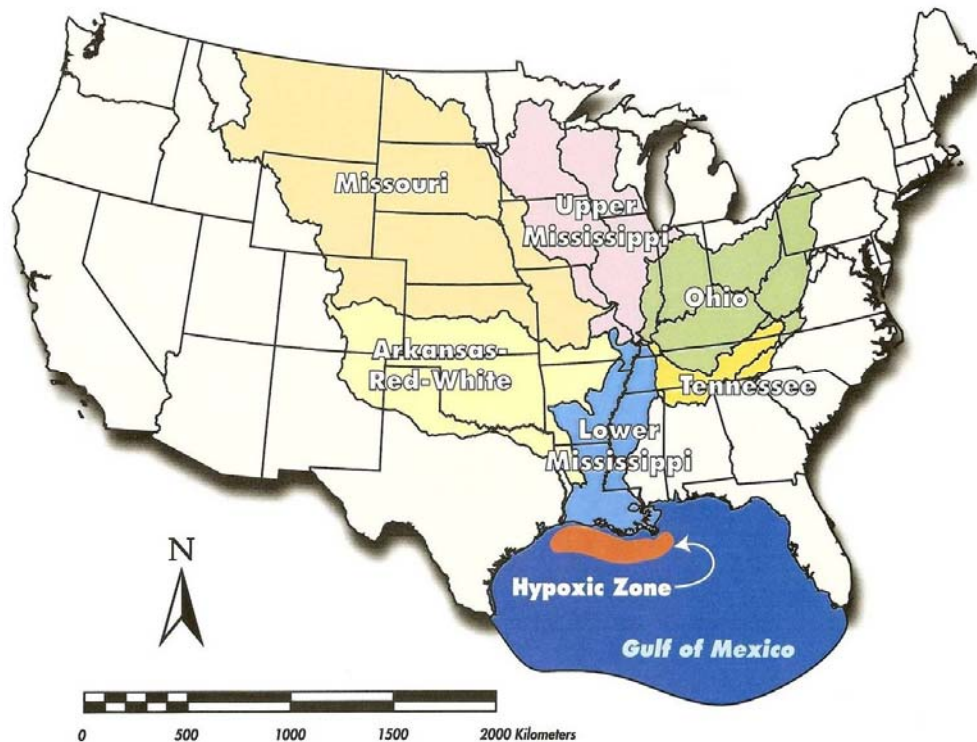 Missouri
Upper
Mississippi
Ohio
Arkansas-
Red-White
Tennessee
Lower
Mississippi
N
Hypoxic Zone
Gulf of Mexico
0 500 1000 1500 2000 Kilometers